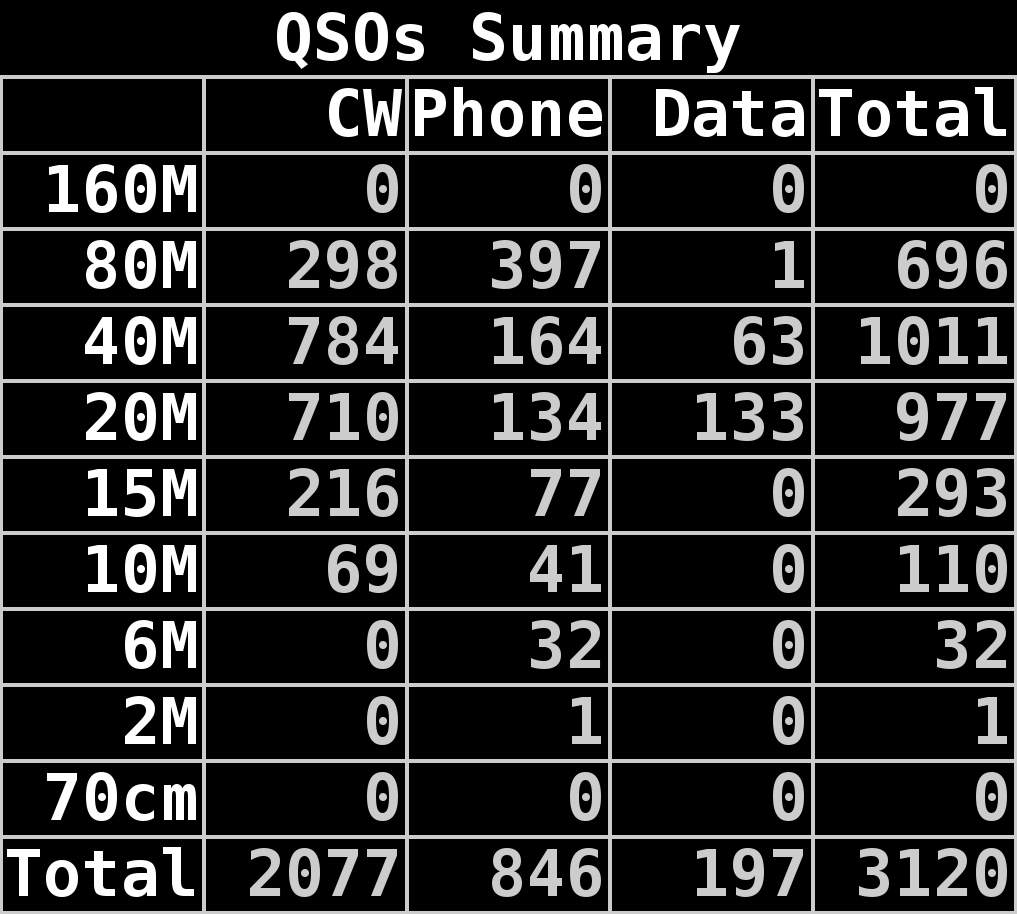 QSOs Summary
CW Phone Data Total
160M 0 0 0 0
80M 298 397 1 696
40M 784 164 63 1011
20M 710 134 133 977
15M 216 77 0 293
10M 69 41 0 110
6M 0 32 0 32
2M 0 1 0 1
70cm 0 0 0 0
Total 2077 846 197 3120